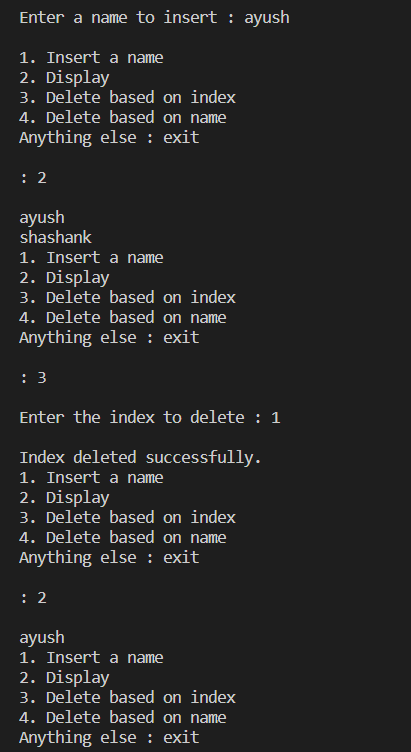 Enter a name to insert : ayush
1. Insert a name
2. Display
3. Delete based on index
4. Delete based on name
Anything else : exit
: 2
ayush
shashank
1. Insert a name
2. Display
3. Delete based on index
4. Delete based on name
Anything else : exit
: 3
Enter the index to delete : 1
Index deleted successfully.
1. Insert a name
2. Display
3. Delete based on index
4. Delete based on name
Anything else : exit
: 2
ayush
1. Insert a name
2. Display
3. Delete based on index
4. Delete based on name
Anything else : exit